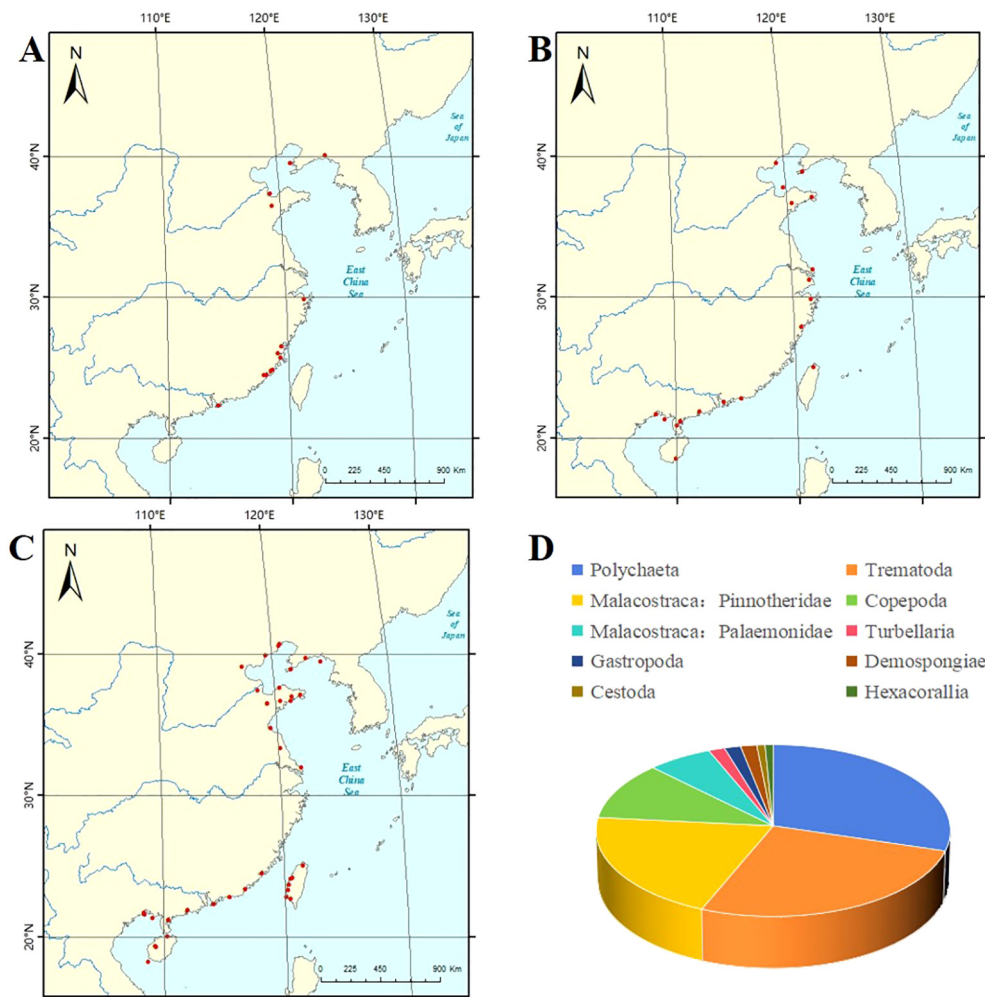 A
110°E 120°E 130°E
N
Sea
of
Japan
40°N
30°N
East
China
Sea
20°N
0 225 450 900 Km
B
110°E 120°E 130°E
N
Sea
of
Japan
40°N
30°N
East
China
Sea
20°N
0 225 450 900 Km
C
110°E 120°E 130°E
N
Sea
of
Japan
40°N
30°N
East
China
Sea
20°N
0 225 450 900 Km
D
Polychaeta Trematoda
Malacostraca：Pinnotheridae Copepoda
Malacostraca：Palaemonidae Turbellaria
Gastropoda Demospongiae
Cestoda Hexacorallia